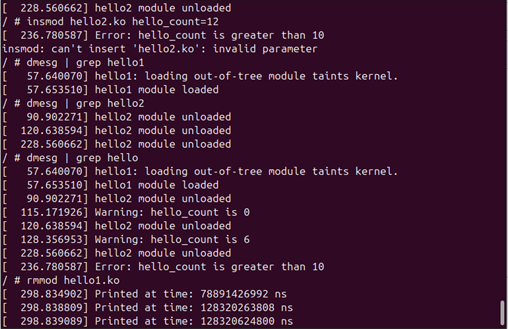 [  228.560662] hello2 module unloaded
/ # insmod hello2.ko hello_count=12
[  236.780587] Error: hello_count is greater than 10
insmod: can't insert 'hello2.ko': invalid parameter
/ # dmesg | grep hello1
[   57.640070] hello1: loading out-of-tree module taints kernel.
[   57.653510] hello1 module loaded
/ # dmesg | grep hello2
[   90.902271] hello2 module unloaded
[  120.638594] hello2 module unloaded
[  228.560662] hello2 module unloaded
/ # dmesg | grep hello
[   57.640070] hello1: loading out-of-tree module taints kernel.
[   57.653510] hello1 module loaded
[   90.902271] hello2 module unloaded
[  115.171926] Warning: hello_count is 0
[  120.638594] hello2 module unloaded
[  128.356953] Warning: hello_count is 6
[  228.560662] hello2 module unloaded
[  236.780587] Error: hello_count is greater than 10
/ # rmmod hello1.ko
[  298.834902] Printed at time: 78891426992 ns
[  298.838809] Printed at time: 128320263808 ns
[  298.839089] Printed at time: 128320624800 ns